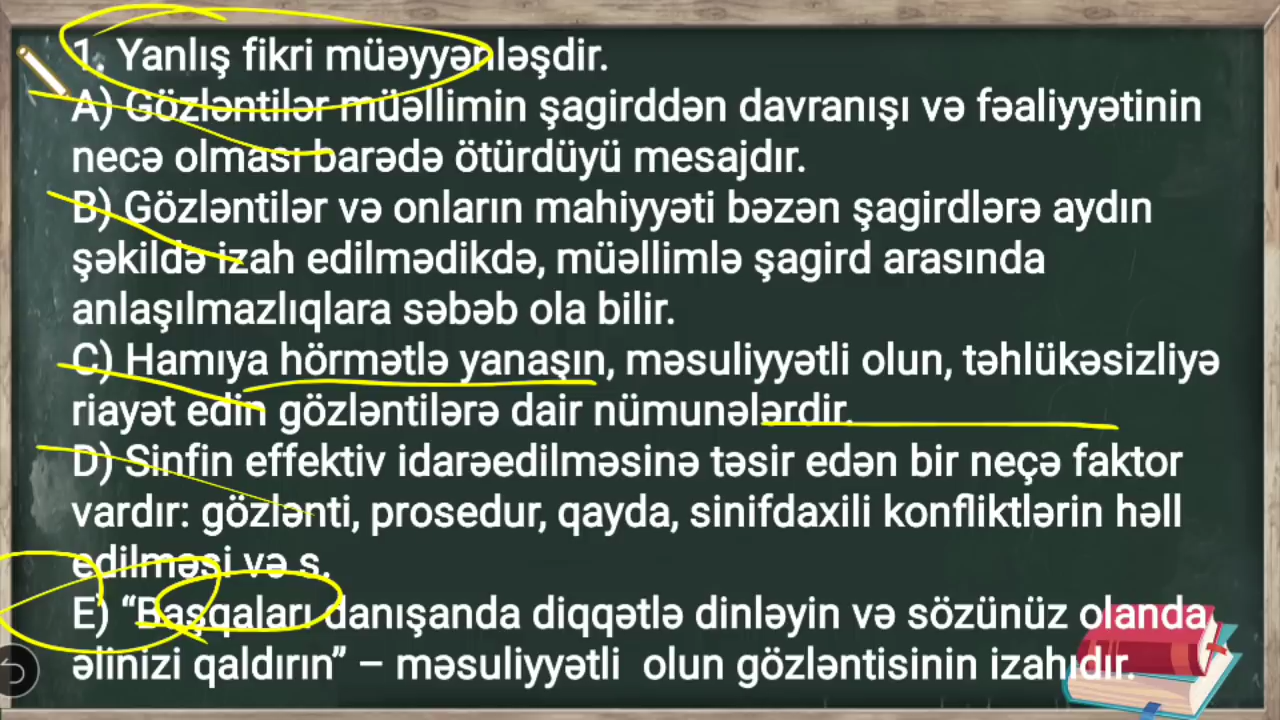 1. Yanlış fikri müəyyənləşdir.
A) Gözləntilər müəllimin şagirddən davranışı və fəaliyyətinin
necə olması barədə ötürdüyü mesajdır.
B) Gözləntilər və onların mahiyyəti bəzən şagirdlərə aydın
şəkildə izah edilmədikdə, müəllimlə şagird arasında
anlaşılmazlıqlara səbəb ola bilir.
C) Hamıya hörmətlə yanaşın, məsuliyyətli olun, təhlükəsizliyə
riayət edin gözləntilərə dair nümunələrdir.
D) Sinfin effektiv idarəedilməsinə təsir edən bir neçə faktor
vardır: gözlənti, prosedur, qayda, sinifdaxili konfliktlərin həll
edilməsi və s.
E) “Başqaları danışanda diqqətlə dinləyin və sözünüz olanda
əlinizi qaldırın” – məsuliyyətli olun gözləntisinin izahıdır.